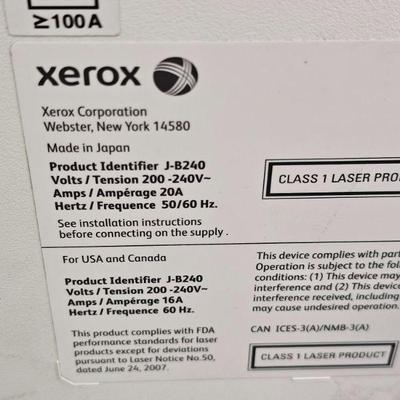 ≥100A
xerox
Xerox Corporation
Webster, New York 14580
Made in Japan
Product Identifier J-B240
Volts / Tension 200 -240V~
Amps / Ampérage 20A
Hertz / Frequence 50/60 Hz.
See installation instructions
before connecting on the supply .
CLASS 1 LASER PRO
For USA and Canada
Product Identifier J-B240
Volts / Tension 200 -240V~
Amps / Ampérage 16A
Hertz / Frequence 60 Hz.
This product complies with FDA
performance standards for laser
products except for deviations
pursuant to Laser Notice No.50,
dated June 24, 2007.
This device complies with part
Operation is subject to the
conditions: (1) This device may
interference and (2) This device
interference received, including
may cause undesired operation.
CAN ICES-3(A)/NMB-3(A)
CLASS 1 LASER PRODUCT